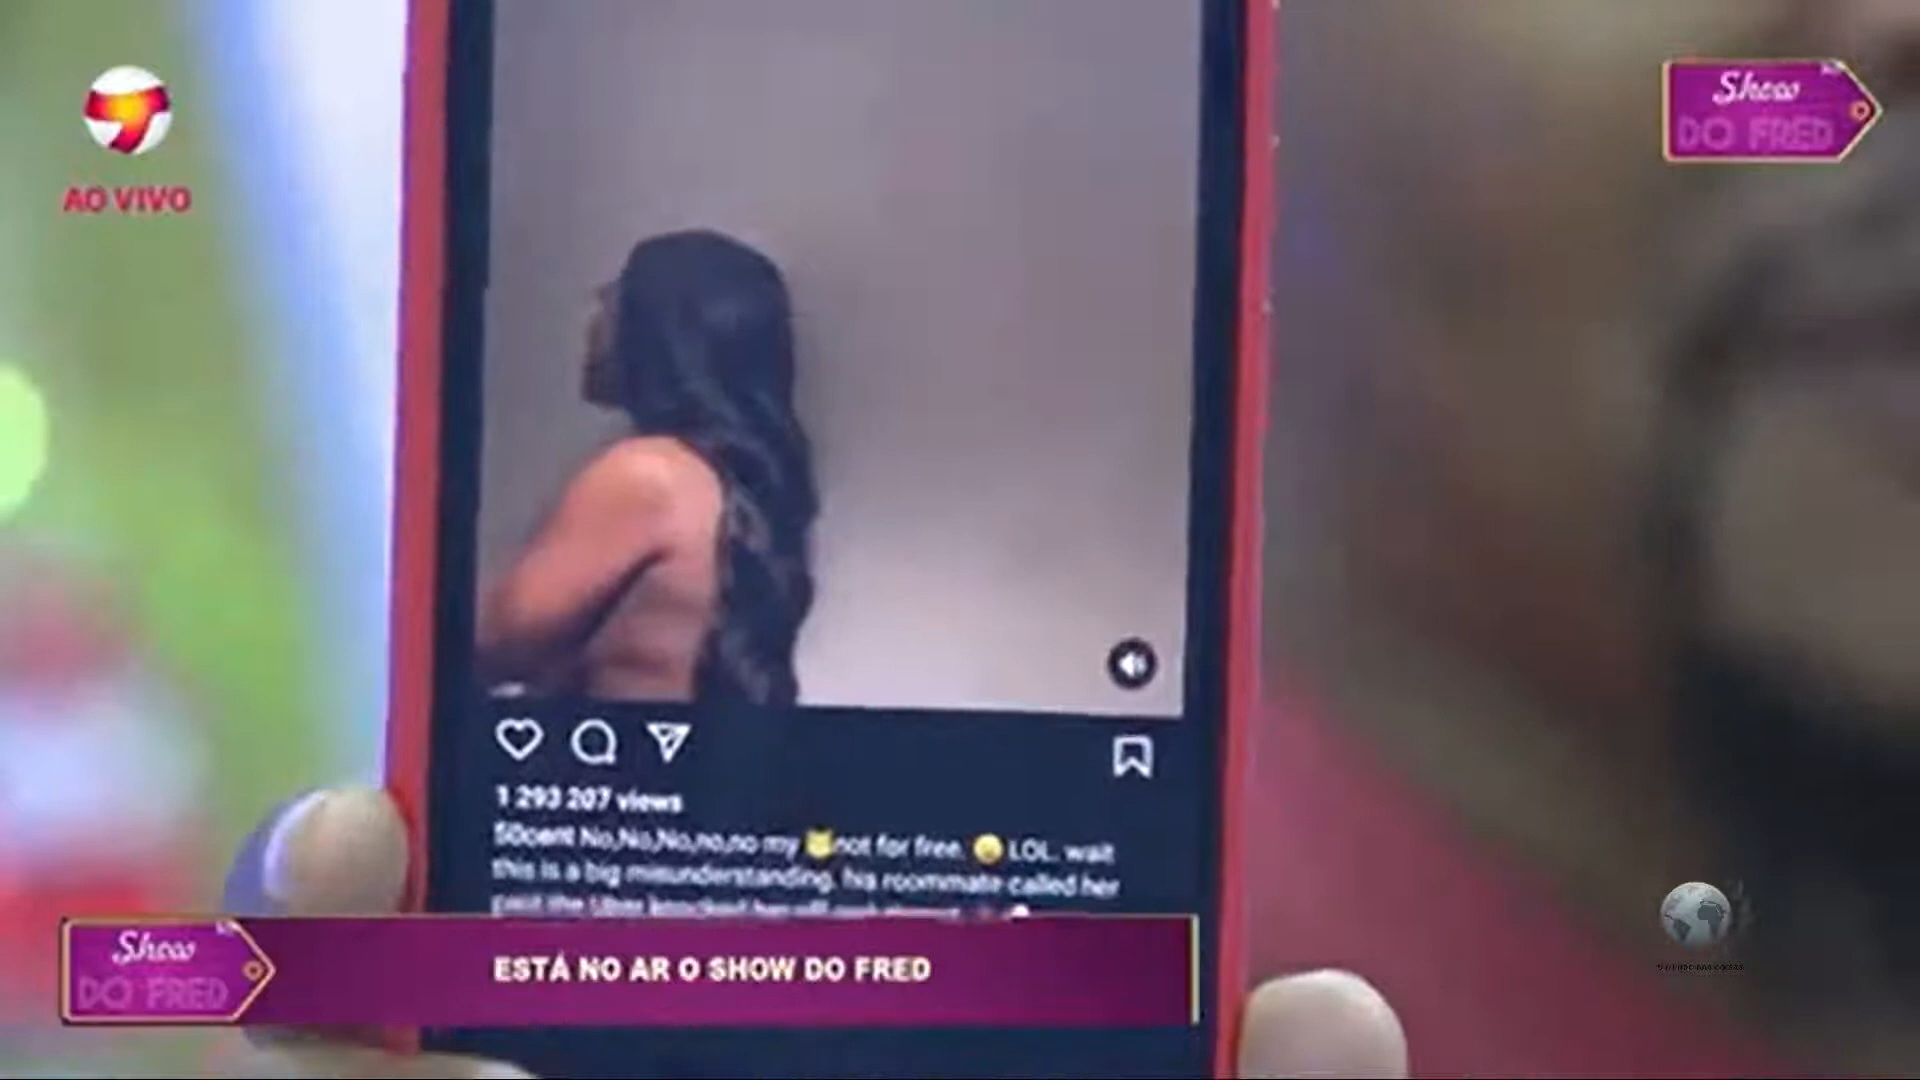 AO VIVO
Show
DO FRED
1 293 207 views
50cent No,No,No,no,no my 🐱not for free. 😛 LOL. wait
this is a big misunderstanding. his roommate called her
Show
DO FRED
ESTÁ NO AR O SHOW DO FRED